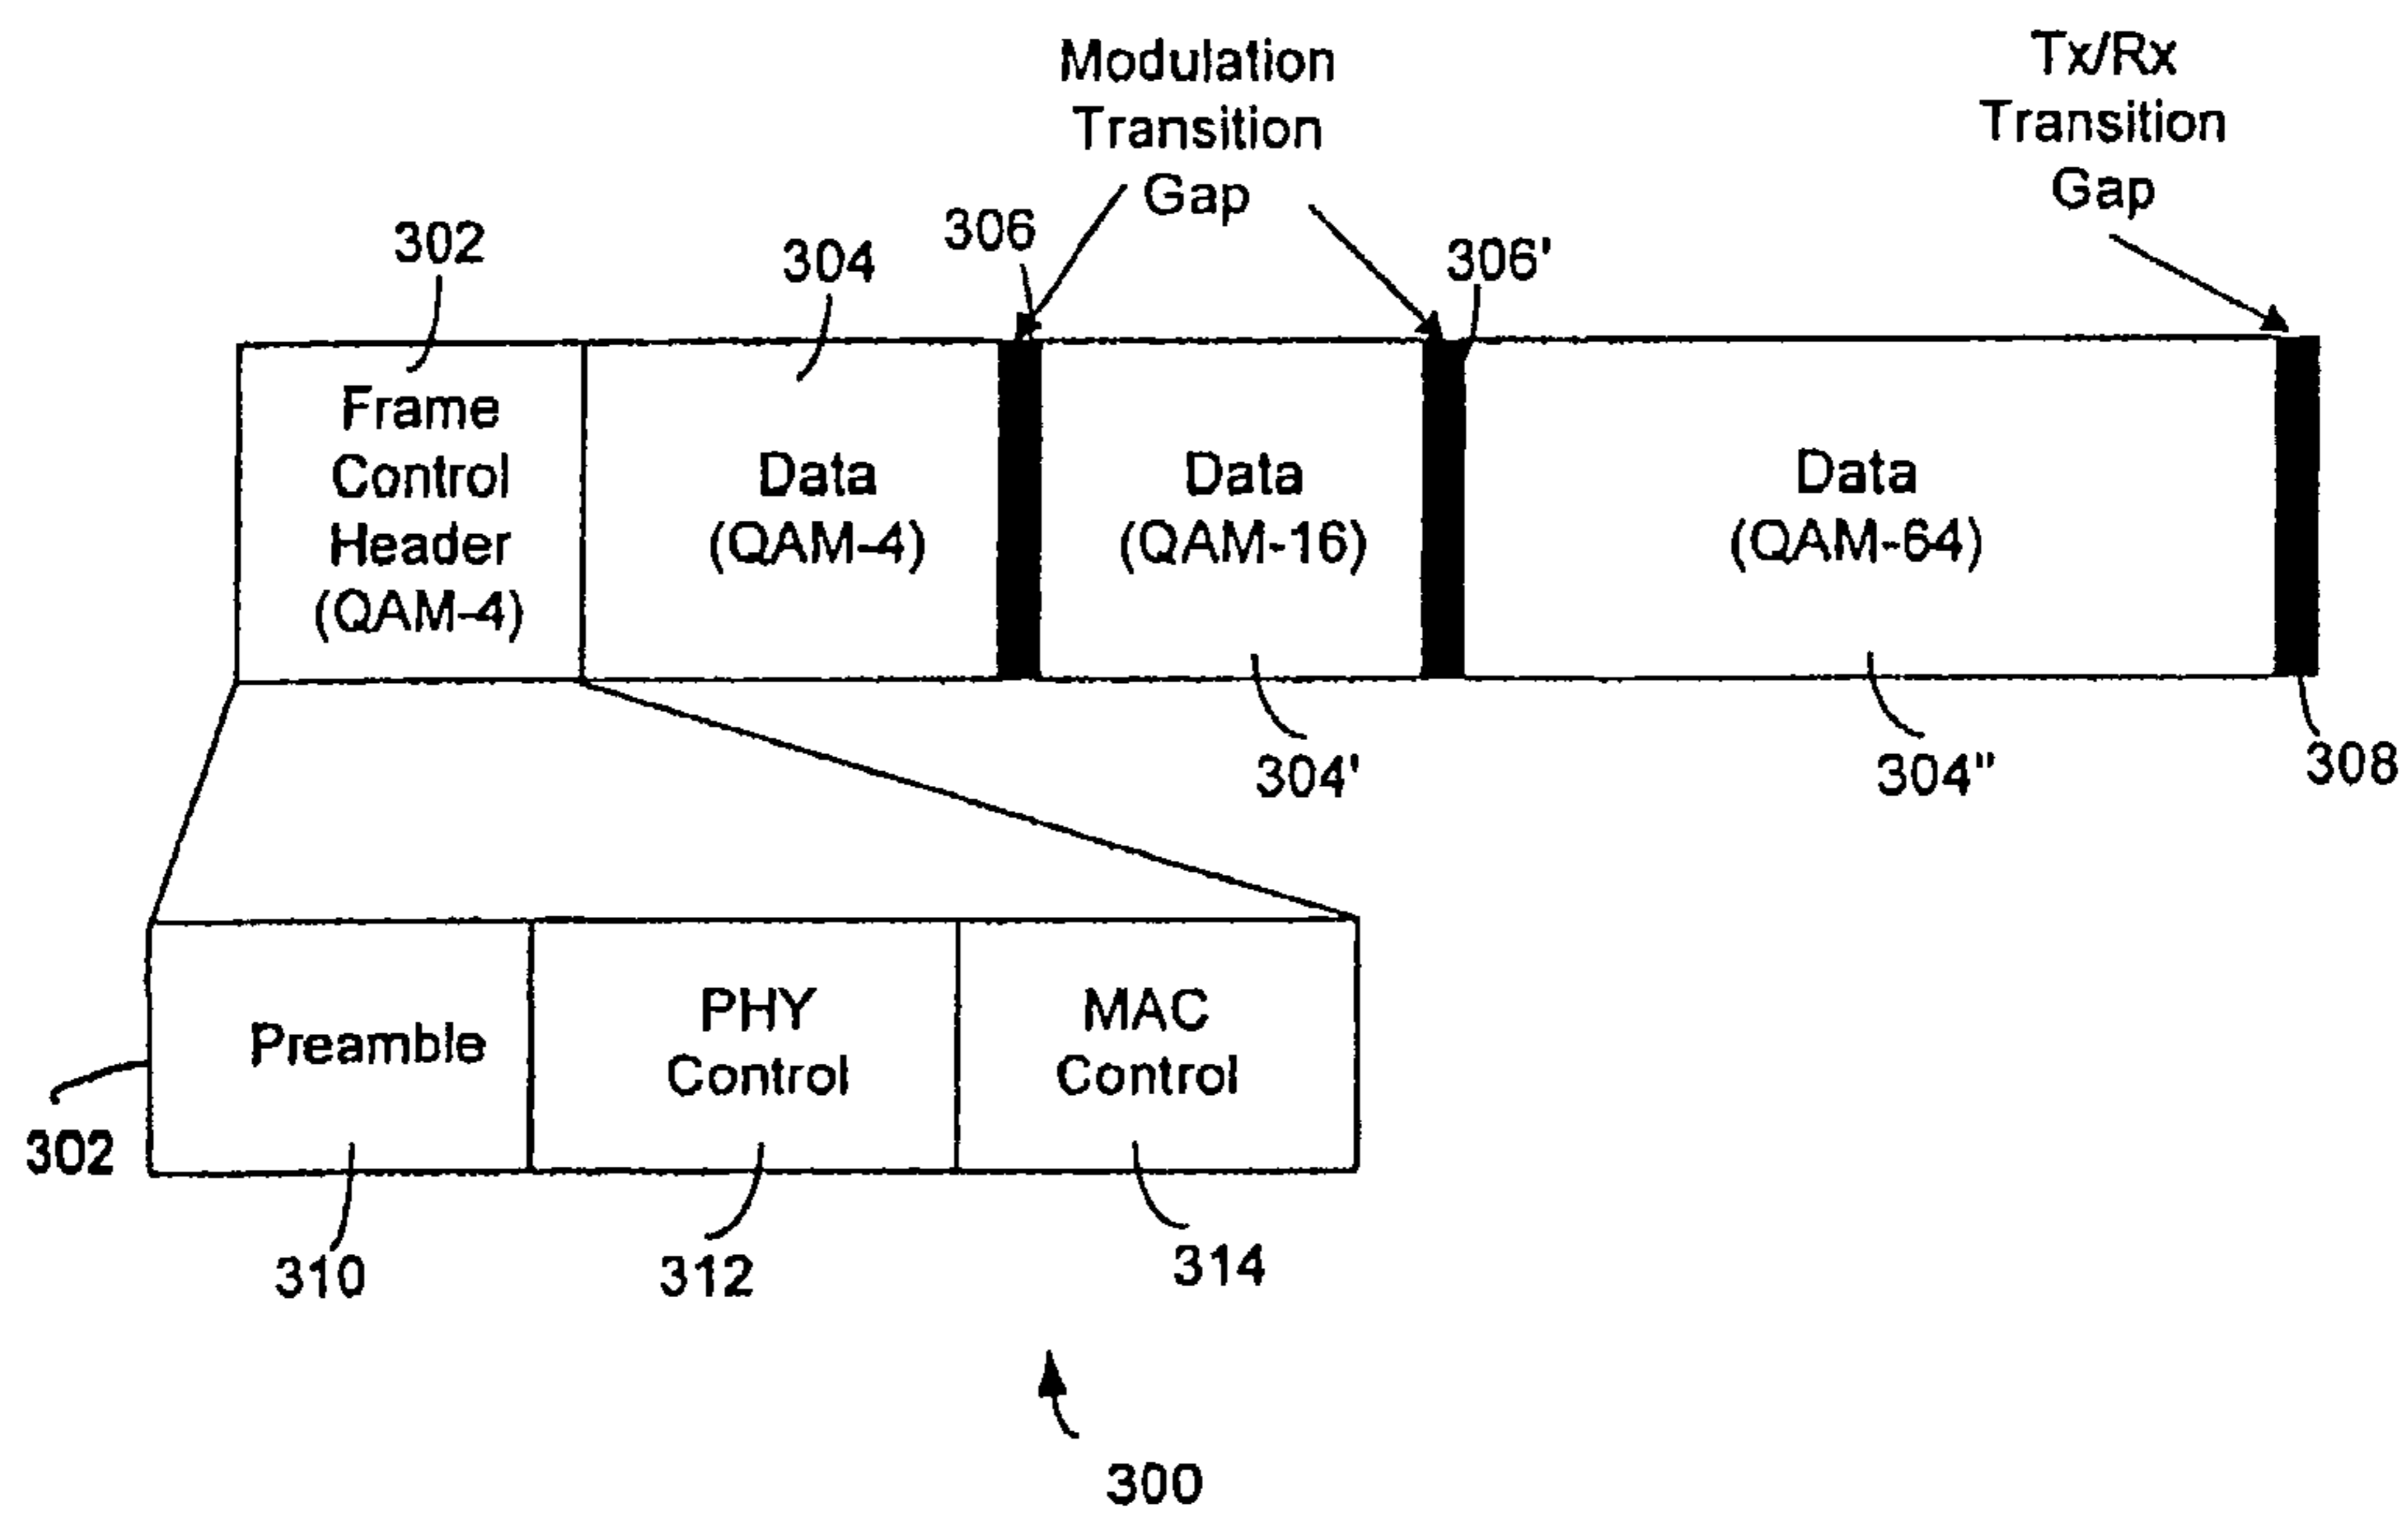 Modulation
Transition
Gap
Tx/Rx
Transition
Gap
302
304
306
306'
Frame
Control
Header
(QAM-4)
Data
(QAM-4)
Data
(QAM-16)
Data
(QAM-64)
304'
304"
308
Preamble
PHY
Control
MAC
Control
302
310
312
314
300